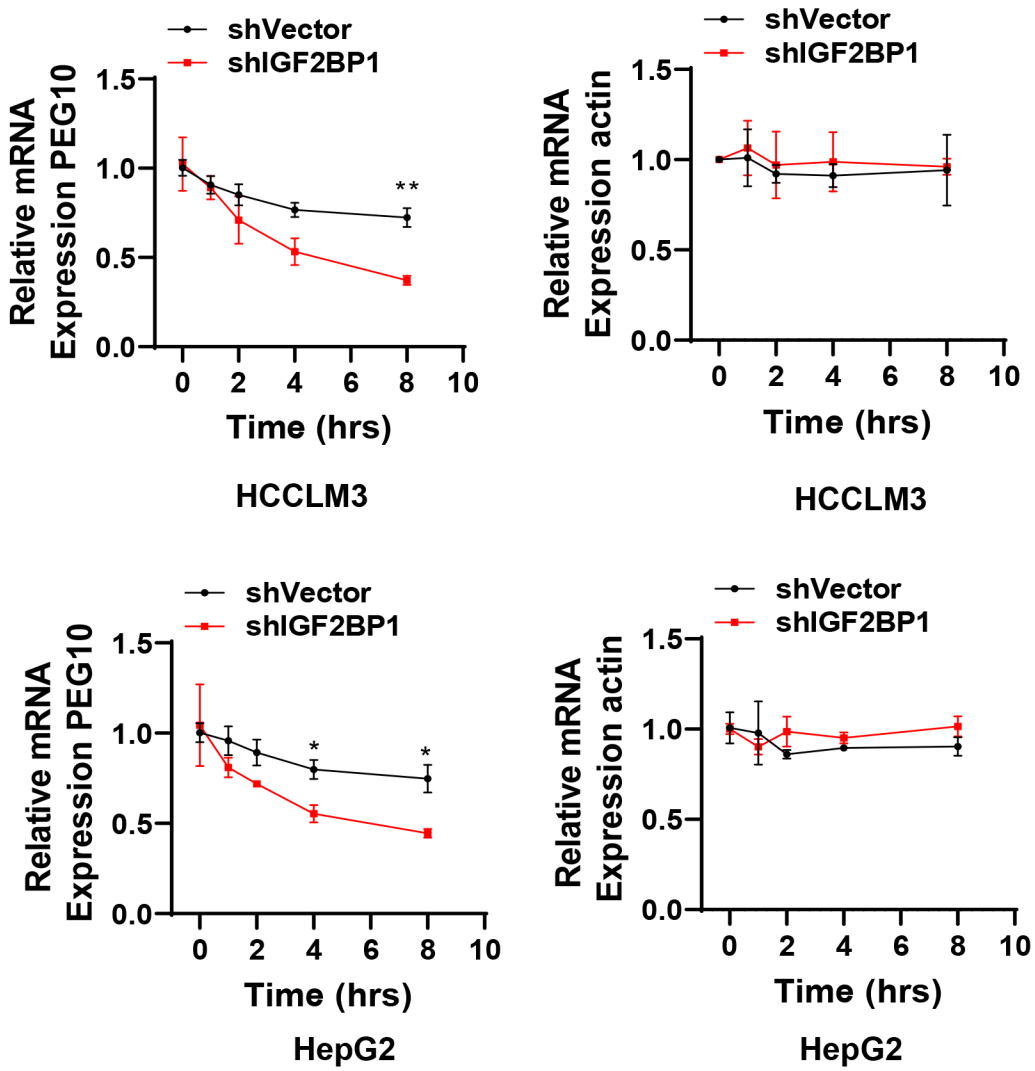 shVector
shIGF2BP1
Relative mRNA
Expression PEG10
1.5
1.0
0.5
0.0
**
0 2 4 6 8 10
Time (hrs)
HCCLM3
shVector
shIGF2BP1
Relative mRNA
Expression actin
1.5
1.0
0.5
0.0
0 2 4 6 8 10
Time (hrs)
HCCLM3
shVector
shIGF2BP1
Relative mRNA
Expression PEG10
1.5
1.0
0.5
0.0
* *
0 2 4 6 8 10
Time (hrs)
HepG2
shVector
shIGF2BP1
Relative mRNA
Expression actin
1.5
1.0
0.5
0.0
0 2 4 6 8 10
Time (hrs)
HepG2